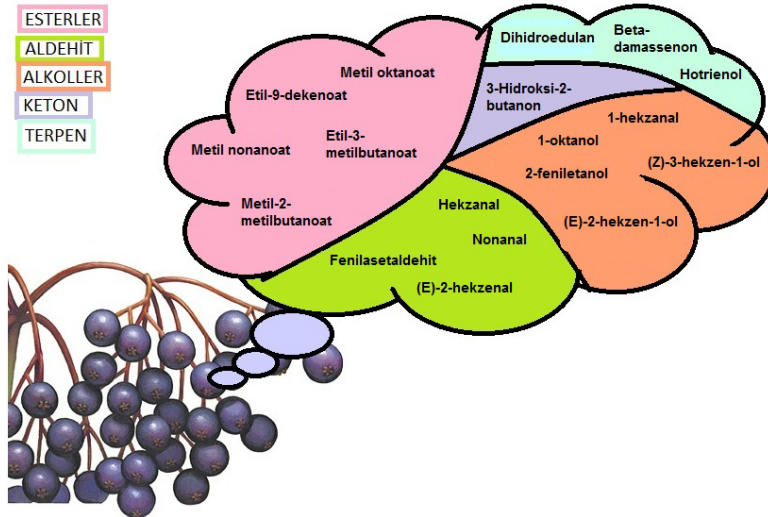 ESTERLER
ALDEHİT
ALKOLLER
KETON
TERPEN
Metil oktanoat
Etil-9-dekenoat
Metil nonanoat
Etil-3-
metilbutanoat
Metil-2-
metilbutanoat
Dihidroedulan
Beta-
damassenon
Hotrienol
3-Hidroksi-2-
butanon
1-hekzanal
1-oktanol
(Z)-3-hekzen-1-ol
2-feniletanol
(E)-2-hekzen-1-ol
Hekzanal
Nonanal
Fenilasetaldehit
(E)-2-hekzenal